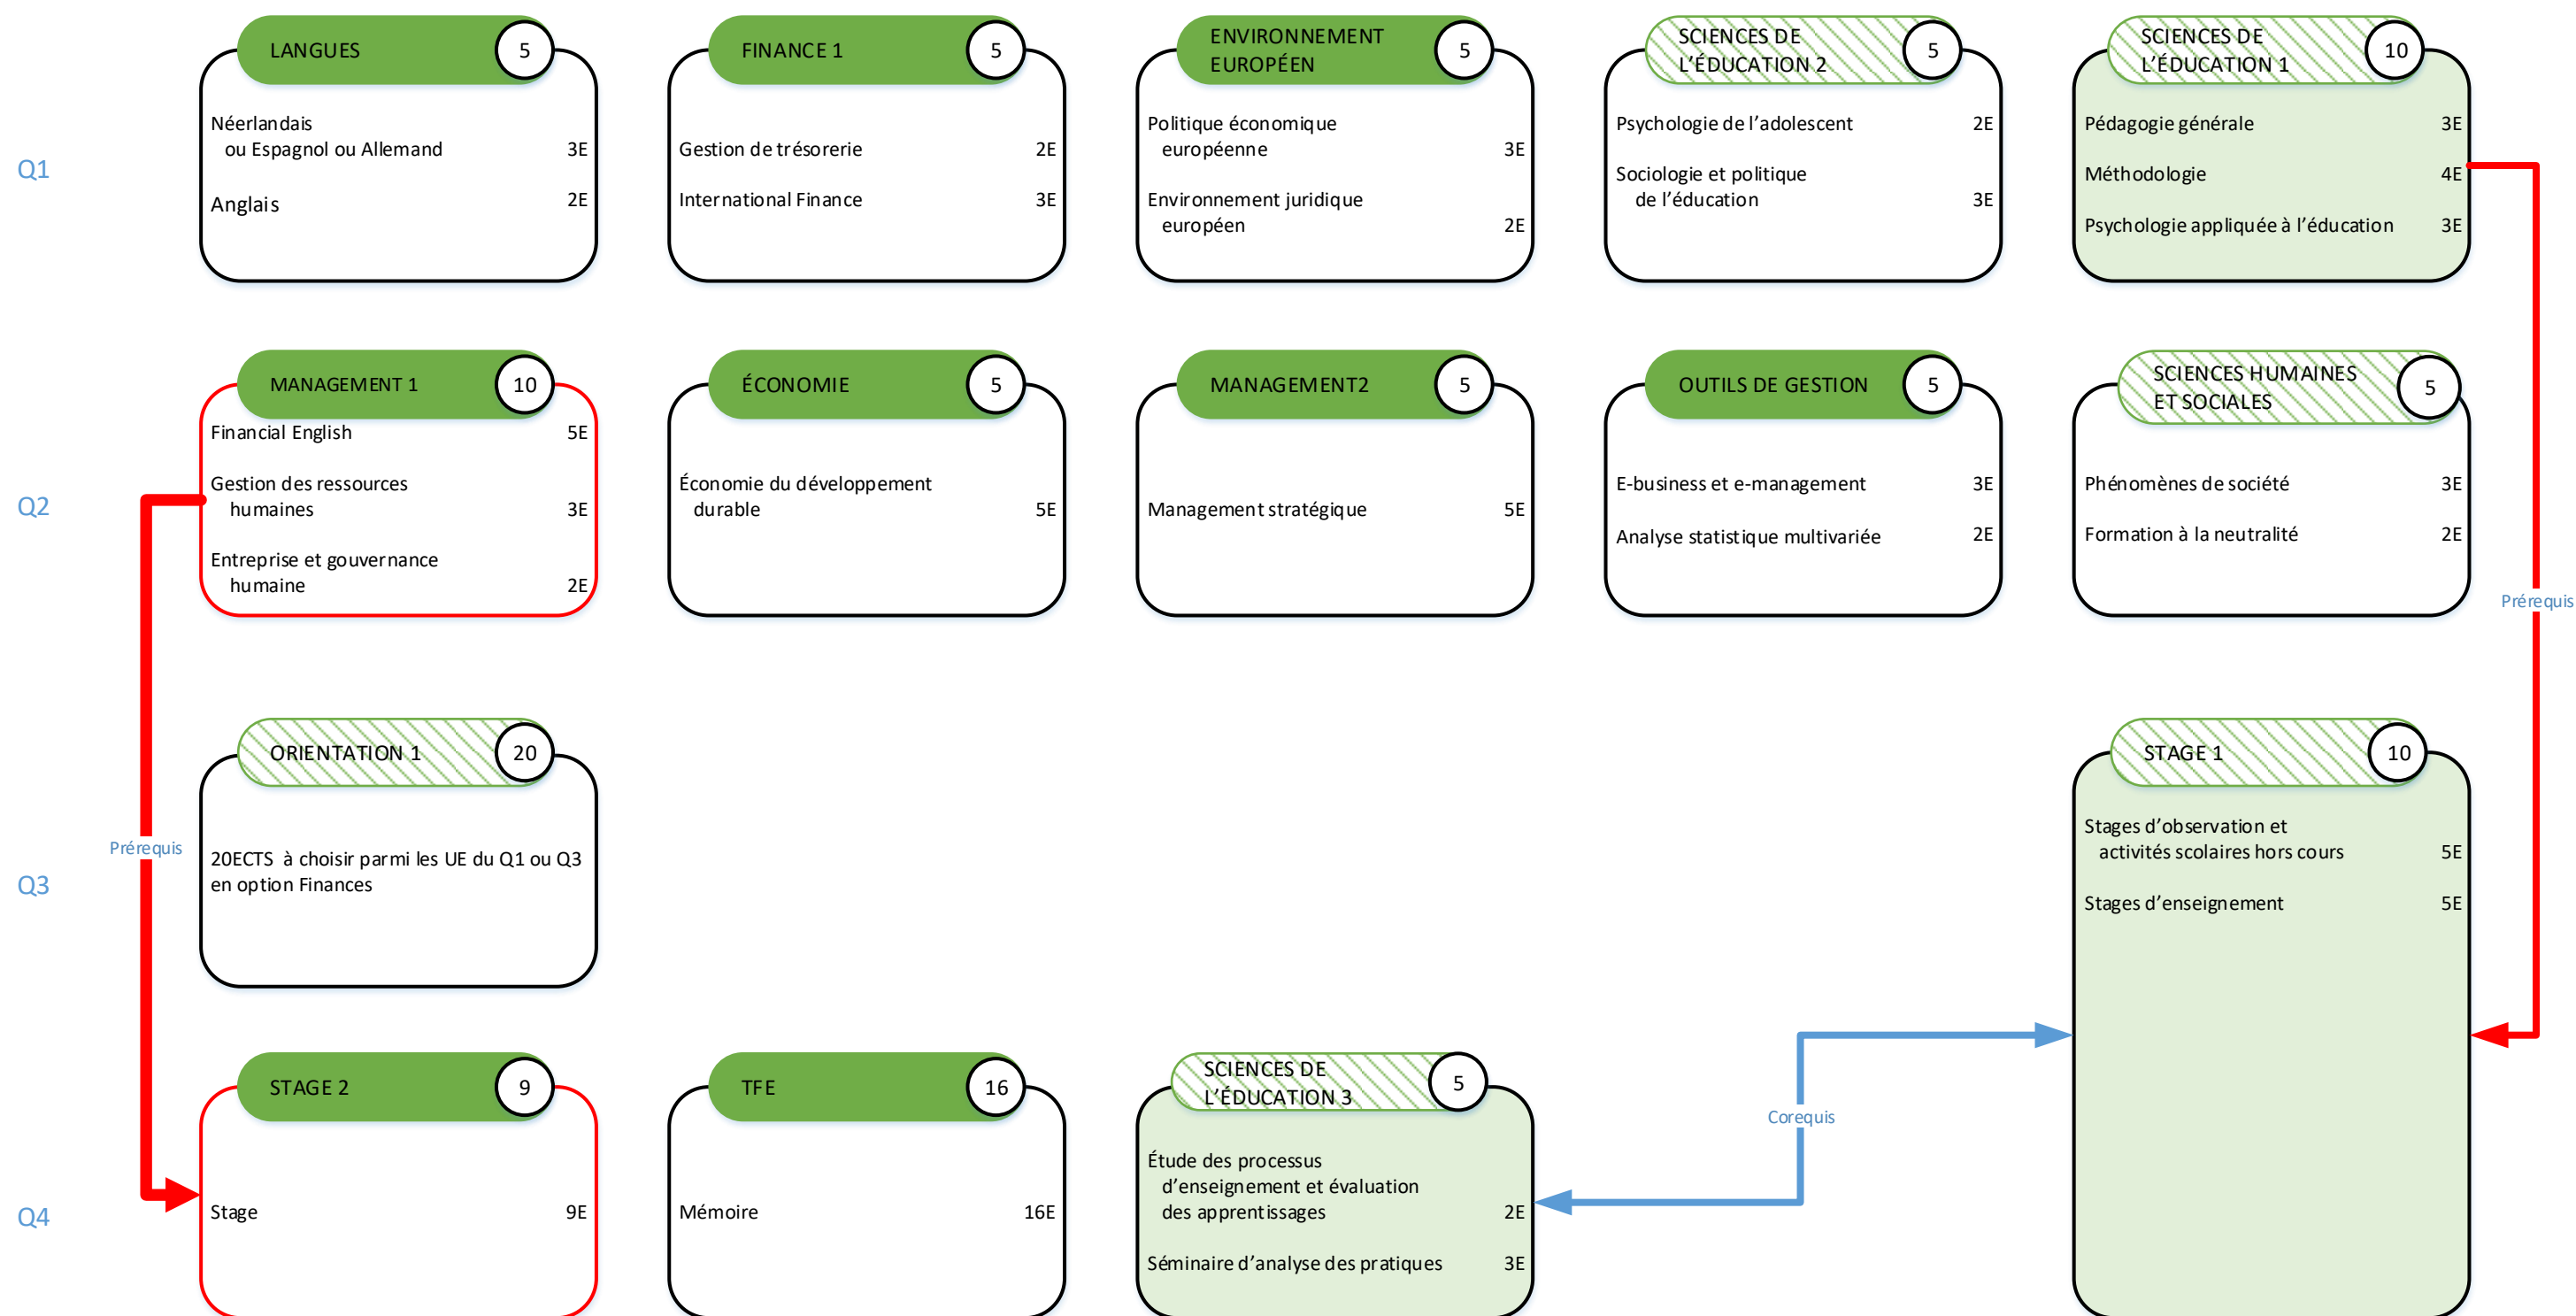 Q1
LANGUES 5
Néerlandais
ou Espagnol ou Allemand 3E
Anglais 2E
FINANCE 1 5
Gestion de trésorerie 2E
International Finance 3E
ENVIRONNEMENT
EUROPÉEN 5
Politique économique
européenne 3E
Environnement juridique
européen 2E
SCIENCES DE
L’ÉDUCATION 2 5
Psychologie de l’adolescent 2E
Sociologie et politique
de l’éducation 3E
SCIENCES DE
L’ÉDUCATION 1 10
Pédagogie générale 3E
Méthodologie 4E
Psychologie appliquée à l’éducation 3E
Q2
MANAGEMENT 1 10
Financial English 5E
Gestion des ressources
humaines 3E
Entreprise et gouvernance
humaine 2E
ÉCONOMIE 5
Économie du développement
durable 5E
MANAGEMENT2 5
Management stratégique 5E
OUTILS DE GESTION 5
E-business et e-management 3E
Analyse statistique multivariée 2E
SCIENCES HUMAINES
ET SOCIALES 5
Phénomènes de société 3E
Formation à la neutralité 2E
Prérequis
Q3
Prérequis
ORIENTATION 1 20
20ECTS à choisir parmi les UE du Q1 ou Q3
en option Finances
STAGE 1 10
Stages d’observation et
activités scolaires hors cours 5E
Stages d’enseignement 5E
Q4
STAGE 2 9
Stage 9E
TFE 16
Mémoire 16E
SCIENCES DE
L’ÉDUCATION 3 5
Étude des processus
d’enseignement et évaluation
des apprentissages 2E
Séminaire d’analyse des pratiques 3E
Corequis